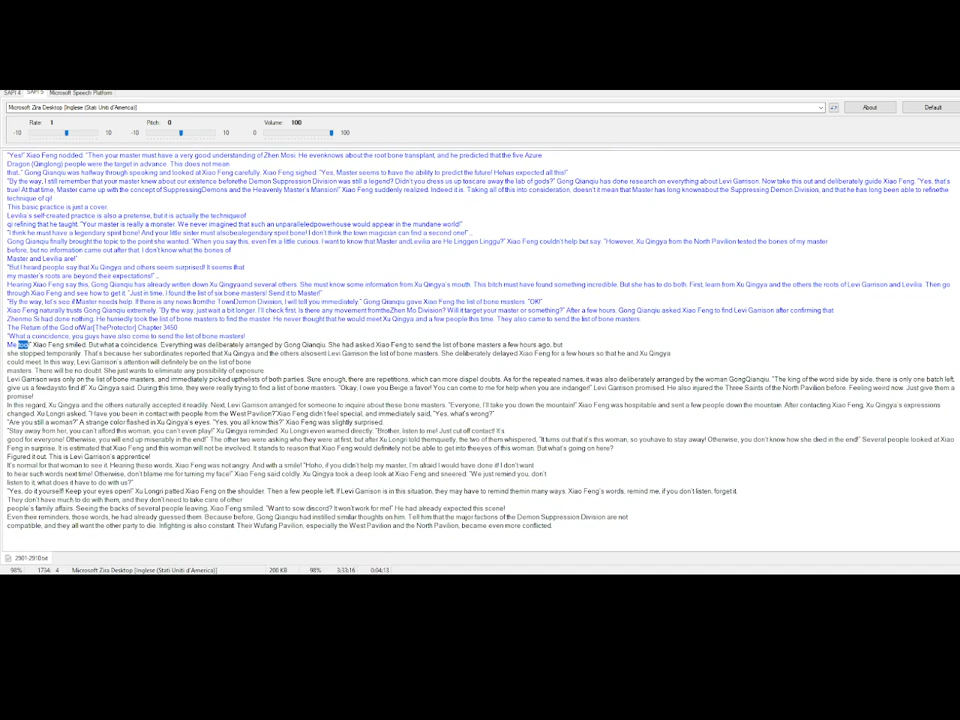 SAPI 4 SAPI 5 Microsoft Speech Platform
Microsoft Zira Desktop [Inglese (Stati Uniti d'America)] About Default
Rate: 1 Pitch: 0 Volume: 100
-10 10 -10 10 0 100
"Yes!" Xiao Feng nodded. "Then your master must have a very good understanding of Zhen Mosi. He evenknows about the root bone transplant, and he predicted that the five Azure
Dragon (Qinglong) people were the target in advance. This does not mean
that.." Gong Qianqiu was halfway through speaking and looked at Xiao Feng carefully. Xiao Feng sighed: "Yes, Master seems to have the ability to predict the future! Hehas expected all this!"
"By the way, I still remember that your master knew about our existence beforethe Demon Suppression Division was still a legend? Didn't you dress us up toscare away the lab of gods?" Gong Qianqiu has done research on everything about Levi Garrison. Now take this out and deliberately guide Xiao Feng. "Yes, that's
true! At that time, Master came up with the concept of SuppressingDemons and the Heavenly Master's Mansion!" Xiao Feng suddenly realized. Indeed it is. Taking all of this into consideration, doesn't it mean that Master has long knownabout the Suppressing Demon Division, and that he has long been able to refinethe
technique of qi!
This basic practice is just a cover.
Levilia's self-created practice is also a pretense, but it is actually the techniqueof
qi refining that he taught. "Your master is really a monster. We never imagined that such an unparalleledpowerhouse would appear in the mundane world!"
"I think he must have a legendary spirit bone! And your little sister must alsobealegendary spirit bone! I don't think the town magician can find a second one!" ..
Gong Qianqiu finally brought the topic to the point she wanted. "When you say this, even I'm a little curious. I want to know that Master andLevilia are He Linggen Linggu?" Xiao Feng couldn't help but say. "However, Xu Qingya from the North Pavilion tested the bones of my master
before, but no information came out after that. I don't know what the bones of
Master and Levilia are!"
"But I heard people say that Xu Qingya and others seem surprised! It seems that
my master's roots are beyond their expectations!" ..
Hearing Xiao Feng say this, Gong Qianqiu has already written down Xu Qingyaand several others. She must know some information from Xu Qingya's mouth. This bitch must have found something incredible. But she has to do both. First, learn from Xu Qingya and the others the roots of Levi Garrison and Levilia. Then go
through Xiao Feng and see how to get it. "Just in time, I found the list of six bone masters! Send it to Master!"
"By the way, let's see if Master needs help. If there is any news fromthe TownDemon Division, I will tell you immediately." Gong Qianqiu gave Xiao Feng the list of bone masters. "OK!"
Xiao Feng naturally trusts Gong Qianqiu extremely. "By the way, just wait a bit longer. I'll check first. Is there any movement fromtheZhen Mo Division? Will it target your master or something?" After a few hours. Gong Qianqiu asked Xiao Feng to find Levi Garrison after confirming that
Zhenmo Si had done nothing. He hurriedly took the list of bone masters to find the master. He never thought that he would meet Xu Qingya and a few people this time. They also came to send the list of bone masters.
The Return of the God ofWar[TheProtector] Chapter 3450
"What a coincidence, you guys have also come to send the list of bone masters!
Me too!" Xiao Feng smiled. But what a coincidence. Everything was deliberately arranged by Gong Qianqiu. She had asked Xiao Feng to send the list of bone masters a few hours ago, but
she stopped temporarily. That's because her subordinates reported that Xu Qingya and the others alsosent Levi Garrison the list of bone masters. She deliberately delayed Xiao Feng for a few hours so that he and Xu Qingya
could meet. In this way, Levi Garrison's attention will definitely be on the list of bone
masters. There will be no doubt. She just wants to eliminate any possibility of exposure
Levi Garrison was only on the list of bone masters, and immediately picked upthelists of both parties. Sure enough, there are repetitions, which can more dispel doubts. As for the repeated names, it was also deliberately arranged by the woman GongQianqiu. "The king of the word side by side, there is only one batch left,
give us a fewdaysto find it" Xu Qingya said. During this time, they were really trying to find a list of bone masters. "Okay, I owe you Beige a favor! You can come to me for help when you are indanger!" Levi Garrison promised. He also injured the Three Saints of the North Pavilion before. Feeling weird now. Just give them a
promise!
In this regard, Xu Qingya and the others naturally accepted it readily. Next, Levi Garrison arranged for someone to inquire about these bone masters. "Everyone, I'll take you down the mountain!" Xiao Feng was hospitable and sent a few people down the mountain. After contacting Xiao Feng, Xu Qingya's expressions
changed. Xu Longri asked. "Have you been in contact with people from the West Pavilion?"Xiao Feng didn't feel special, and immediately said, "Yes, what's wrong?"
"Are you still a woman?" A strange color flashed in Xu Qingya's eyes. "Yes, you all know this?" Xiao Feng was slightly surprised.
"Stay away from her, you can't afford this woman, you can't even play!" Xu Qingya reminded. Xu Longri even warned directly: "Brother, listen to me! Just cut off contact! It's
good for everyone! Otherwise, you will end up miserably in the end!" The other two were asking who they were at first, but after Xu Longri told themquietly, the two of them whispered, "It turns out that it's this woman, so youhave to stay away! Otherwise, you don't know how she died in the end!" Several people looked at Xiao
Feng in surprise. It is estimated that Xiao Feng and this woman will not be involved. It stands to reason that Xiao Feng would definitely not be able to get into theeyes of this woman. But what's going on here?
Figured it out. This is Levi Garrison's apprentice!
It's normal for that woman to see it. Hearing these words, Xiao Feng was not angry. And with a smile! "Hoho, if you didn't help my master, I'm afraid I would have done it! I don't want
to hear such words next time! Otherwise, don't blame me for turning my face!" Xiao Feng said coldly. Xu Qingya took a deep look at Xiao Feng and sneered. "We just remind you, don't
listen to it, what does it have to do with us?"
"Yes, do it yourself! Keep your eyes open!" Xu Longri patted Xiao Feng on the shoulder. Then a few people left. If Levi Garrison is in this situation, they may have to remind themin many ways. Xiao Feng's words, remind me, if you don't listen, forget it.
They don't have much to do with them, and they don't need to take care of other
people's family affairs. Seeing the backs of several people leaving, Xiao Feng smiled. "Want to sow discord? It won'twork for me!" He had already expected this scene!
Even their reminders, those words, he had already guessed them. Because before, Gong Qianqiu had instilled similar thoughts on him. Tell him that the major factions of the Demon Suppression Division are not
compatible, and they all want the other party to die. Infighting is also constant. Their Wufang Pavilion, especially the West Pavilion and the North Pavilion, became even more conflicted.
2901-2910.txt
98% 1734: 4 Microsoft Zira Desktop [Inglese (Stati Uniti d'America)] 200 KB 98% 3:33:16 0:04:13